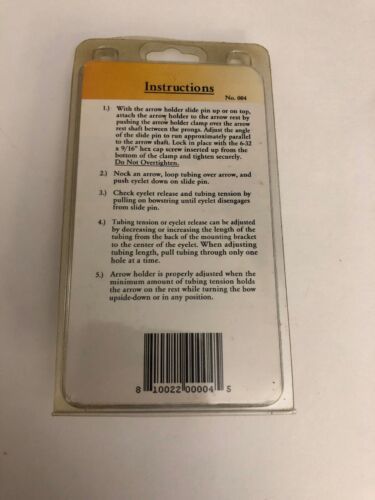 Instructions
No. 004
1.) With the arrow holder slide pin up or on top,
attach the arrow holder to the arrow rest by
pushing the arrow holder clamp over the arrow
rest shaft between the prongs. Adjust the angle
of the slide pin to run approximately parallel
to the arrow shaft. Lock in place with the 6-32
x 9/16" hex cap screw inserted up from the
bottom of the clamp and tighten securely.
Do Not Overtighten.
2.) Nock an arrow, loop tubing over arrow, and
push eyelet down on slide pin.
3.) Check eyelet release and tubing tension by
pulling on bowstring until eyelet disengages
from slide pin.
4.) Tubing tension or eyelet release can be adjusted
by decreasing or increasing the length of the
tubing from the back of the mounting bracket
to the center of the eyelet. When adjusting
tubing length, pull tubing through only one
hole at a time.
5.) Arrow holder is properly adjusted when the
minimum amount of tubing tension holds
the arrow on the rest while turning the bow
upside-down or in any position.
8 10022 00004 5